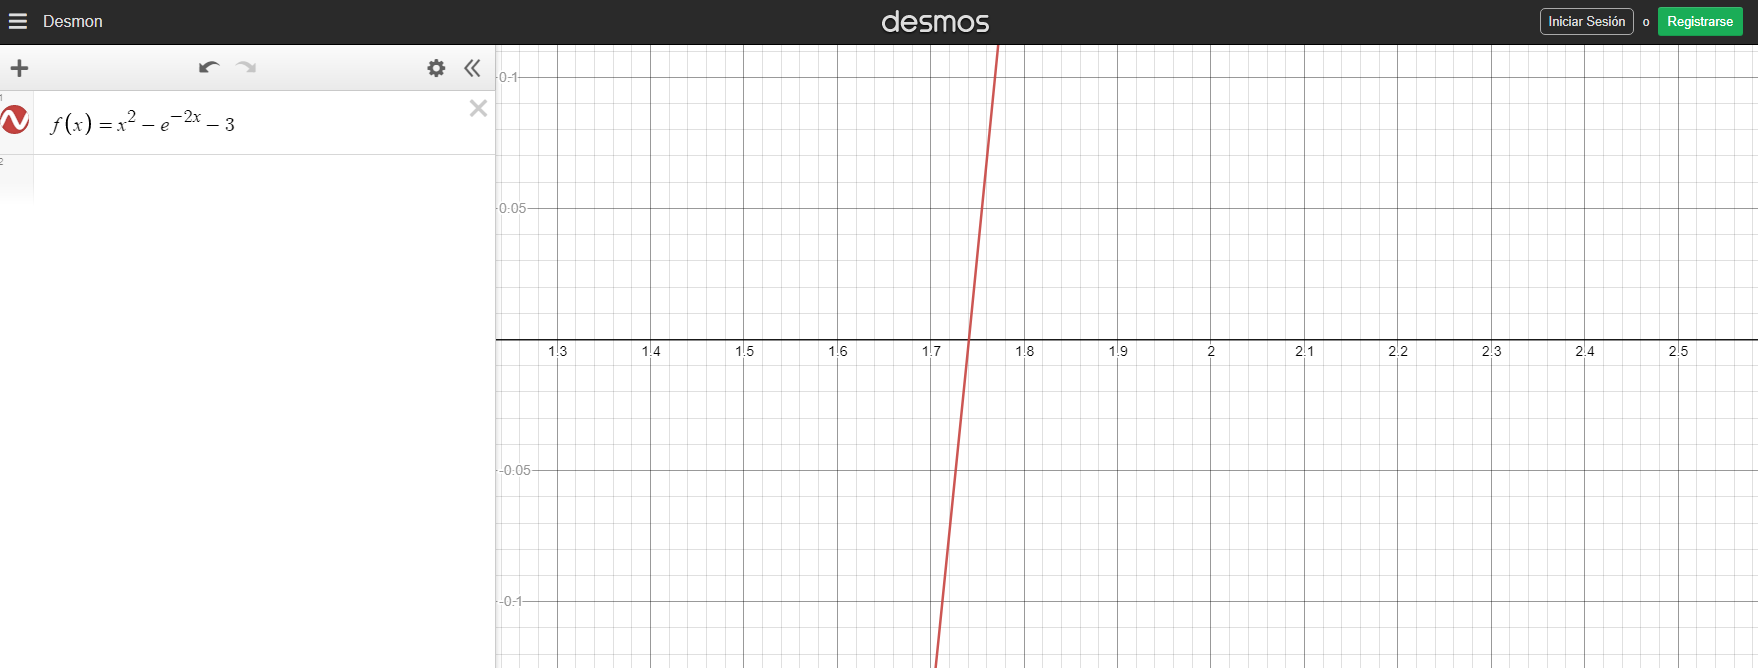 Desmon
desmos
Iniciar Sesión o Registrarse
1
f(x) = x² − e⁻²ˣ − 3
2
0.1
0.05
1.3 1.4 1.5 1.6 1.7 1.8 1.9 2 2.1 2.2 2.3 2.4 2.5
-0.05
-0.1